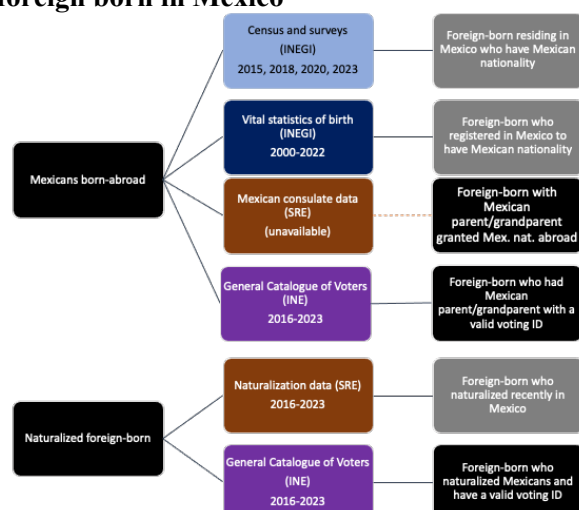 foreign born in Mexico
Census and surveys
(INEGI)
2015, 2018, 2020, 2023
Foreign-born residing in
Mexico who have Mexican
nationality
Vital statistics of birth
(INEGI)
2000-2022
Foreign-born who
registered in Mexico to
have Mexican nationality
Mexicans born-abroad
Mexican consulate data
(SRE)
(unavailable)
Foreign-born with
Mexican
parent/grandparent
granted Mex. nat. abroad
General Catalogue of Voters
(INE)
2016-2023
Foreign-born who had
Mexican
parent/grandparent with a
valid voting ID
Naturalization data (SRE)
2016-2023
Foreign-born who
naturalized recently in
Mexico
Naturalized foreign-born
General Catalogue of Voters
(INE)
2016-2023
Foreign-born who
naturalized Mexicans and
have a valid voting ID